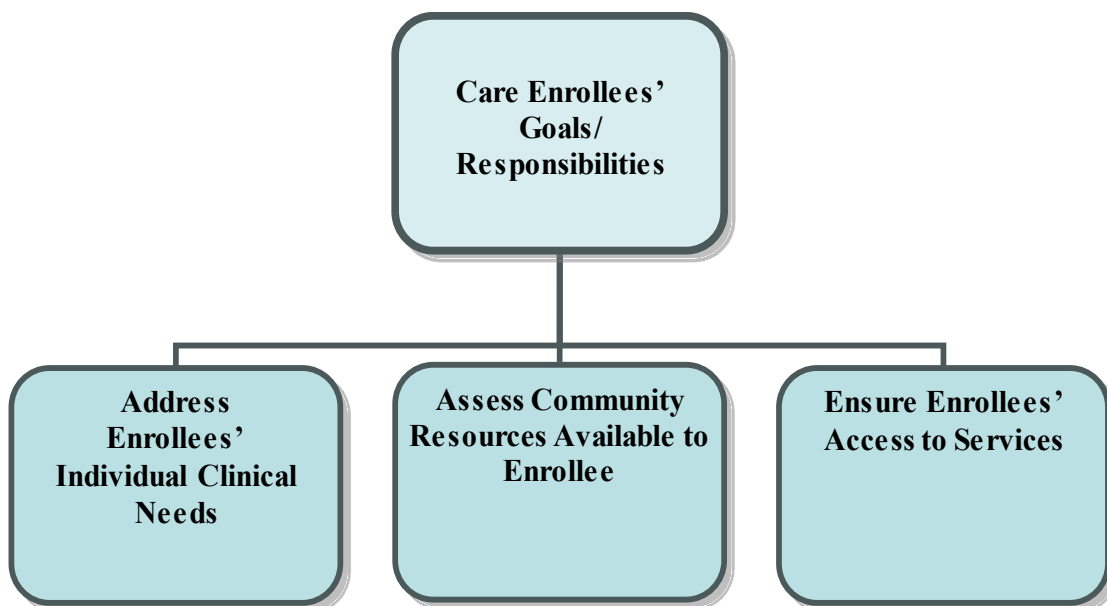 Care Enrollees’
Goals/
Responsibilities
Address
Enrollees’
Individual Clinical
Needs
Assess Community
Resources Available to
Enrollee
Ensure Enrollees’
Access to Services